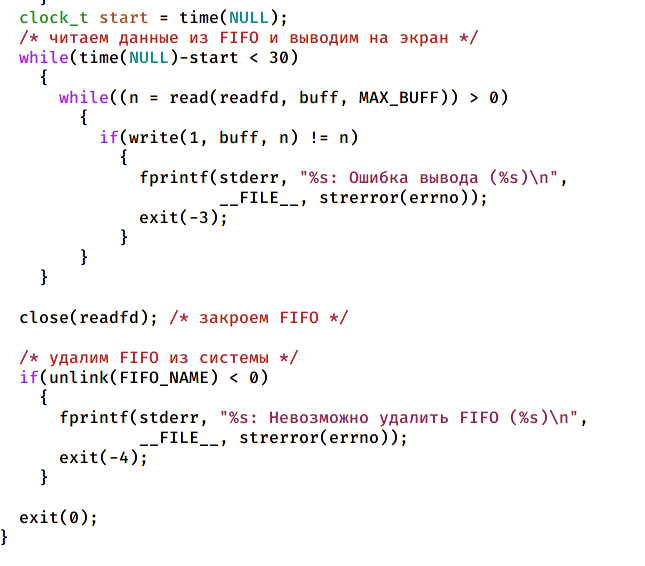 }
clock_t start = time(NULL);
/* читаем данные из FIFO и выводим на экран */
while(time(NULL)-start < 30)
{
while((n = read(readfd, buff, MAX_BUFF)) > 0)
{
if(write(1, buff, n) != n)
{
fprintf(stderr, "%s: Ошибка вывода (%s)\n",
__FILE__, strerror(errno));
exit(-3);
}
}
}
close(readfd); /* закроем FIFO */
/* удалим FIFO из системы */
if(unlink(FIFO_NAME) < 0)
{
fprintf(stderr, "%s: Невозможно удалить FIFO (%s)\n",
__FILE__, strerror(errno));
exit(-4);
}
exit(0);
}